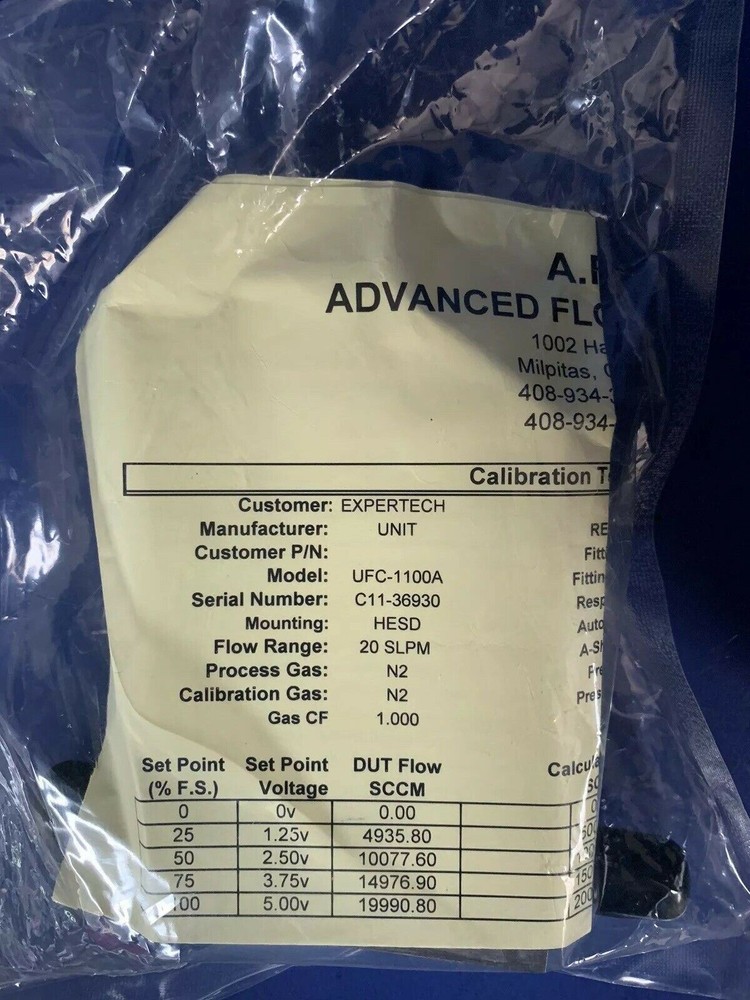 ADVANCED
1002
Milpitas,
408-934-
408-934-
Calibration
Customer: EXPERTECH
Manufacturer: UNIT
Customer P/N:
Model: UFC-1100A
Serial Number: C11-36930
Mounting: HESD
Flow Range: 20 SLPM
Process Gas: N2
Calibration Gas: N2
Gas CF 1.000
Set Point Set Point DUT Flow
(% F.S.) Voltage SCCM
0 0v 0.00
25 1.25v 4935.80
50 2.50v 10077.60
75 3.75v 14976.90
100 5.00v 19990.80